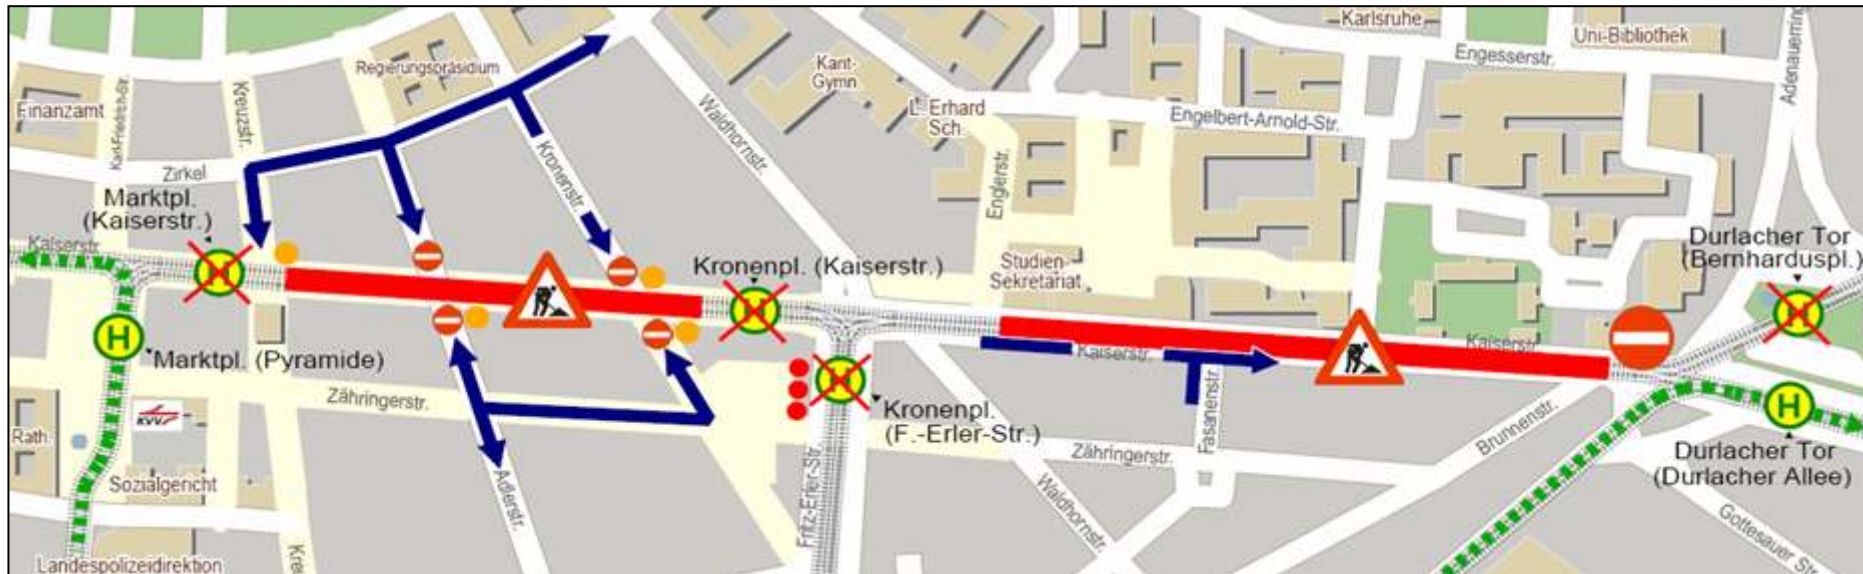 Karlsruhe
Uni-Bibliothek
Engesserstr.
Adenauerring
Kant-
Gymn
L. Erhard
Sch.
Engelbert-Arnold-Str.
Regierungspräsidium
Finanzamt
Karl-Friedrich-Str.
Kreuzstr.
Waldhornstr.
Kronenstr.
Zirkel
Englerstr.
Marktpl.
(Kaiserstr.)
Kaiserstr.
H
Kronenpl. (Kaiserstr.)
H
Studien-
Sekretariat
Durlacher Tor
(Bernharduspl.)
H
H
Marktpl. (Pyramide)
Kaiserstr.
Kaiserstr.
H
Kronenpl.
(F.-Erler-Str.)
H
Durlacher Tor
(Durlacher Allee)
Zähringerstr.
KVV
Rath.
Sozialgericht
Adlerstr.
Fritz-Erler-Str.
Zähringerstr.
Fasanenstr.
Brunnenstr.
Waldhornstr.
Gottesauer Str
Landespolizeidirektion
Kre